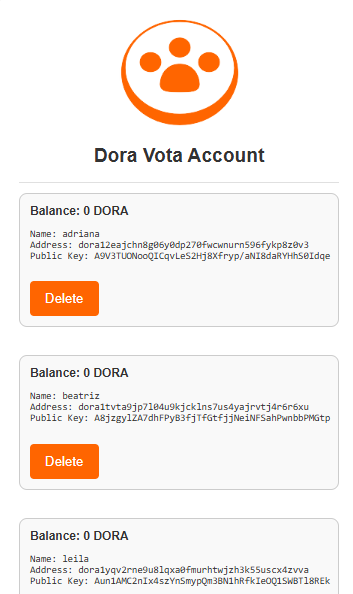 Dora Vota Account
Balance: 0 DORA
Name: adriana
Address: dora12eajchn8g06y0dp270fwcwnurn596fykp8z0v3
Public Key: A9V3TUONooQICqvLeS2Hj8Xfryp/aNI8daRYHhS0Idqe
Delete
Balance: 0 DORA
Name: beatriz
Address: dora1tvta9jp7l04u9kjcklns7us4yajrvtj4r6r6xu
Public Key: A8jzgylZA7dhFPyB3fjTfGtfjjNeiNFSahPwnbbPMGtp
Delete
Balance: 0 DORA
Name: leila
Address: dora1yqv2rne9u8lqxa0fmurhtwjzh3k55uscx4zvva
Public Key: Aun1AMC2nIx4szYnSmypQm3BN1hRfkIeOQ1SWBTl8REk